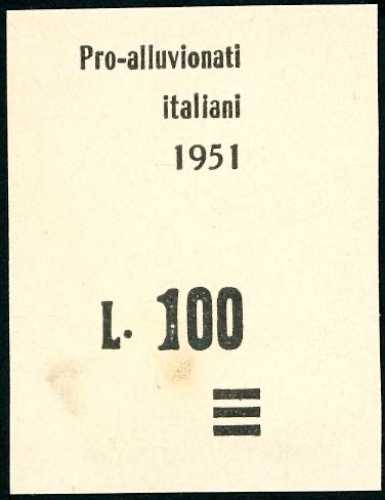 Pro-alluvionati
italiani
1951
L. 100